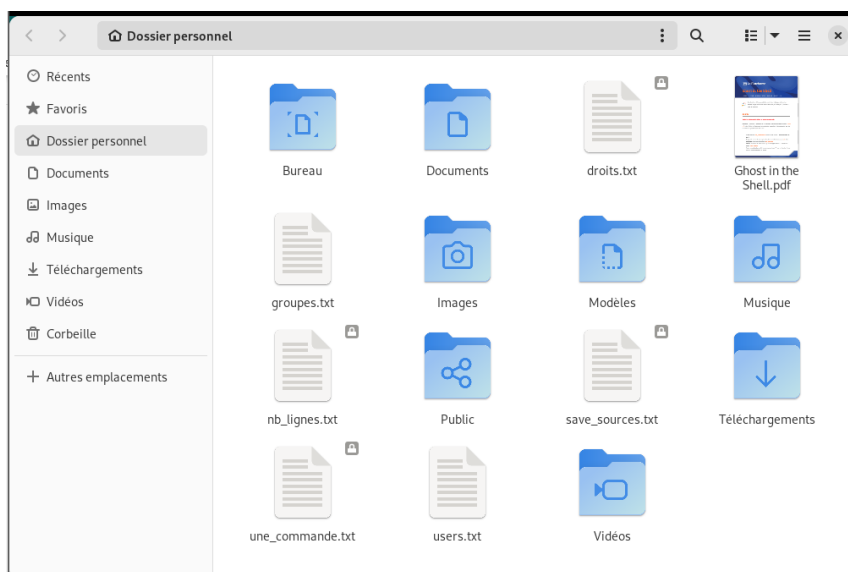 Dossier personnel
Récents
Favoris
Dossier personnel
Documents
Images
Musique
Téléchargements
Vidéos
Corbeille
Autres emplacements
Bureau
Documents
droits.txt
Ghost in the
Shell.pdf
groupes.txt
Images
Modèles
Musique
nb_lignes.txt
Public
save_sources.txt
Téléchargements
une_commande.txt
users.txt
Vidéos